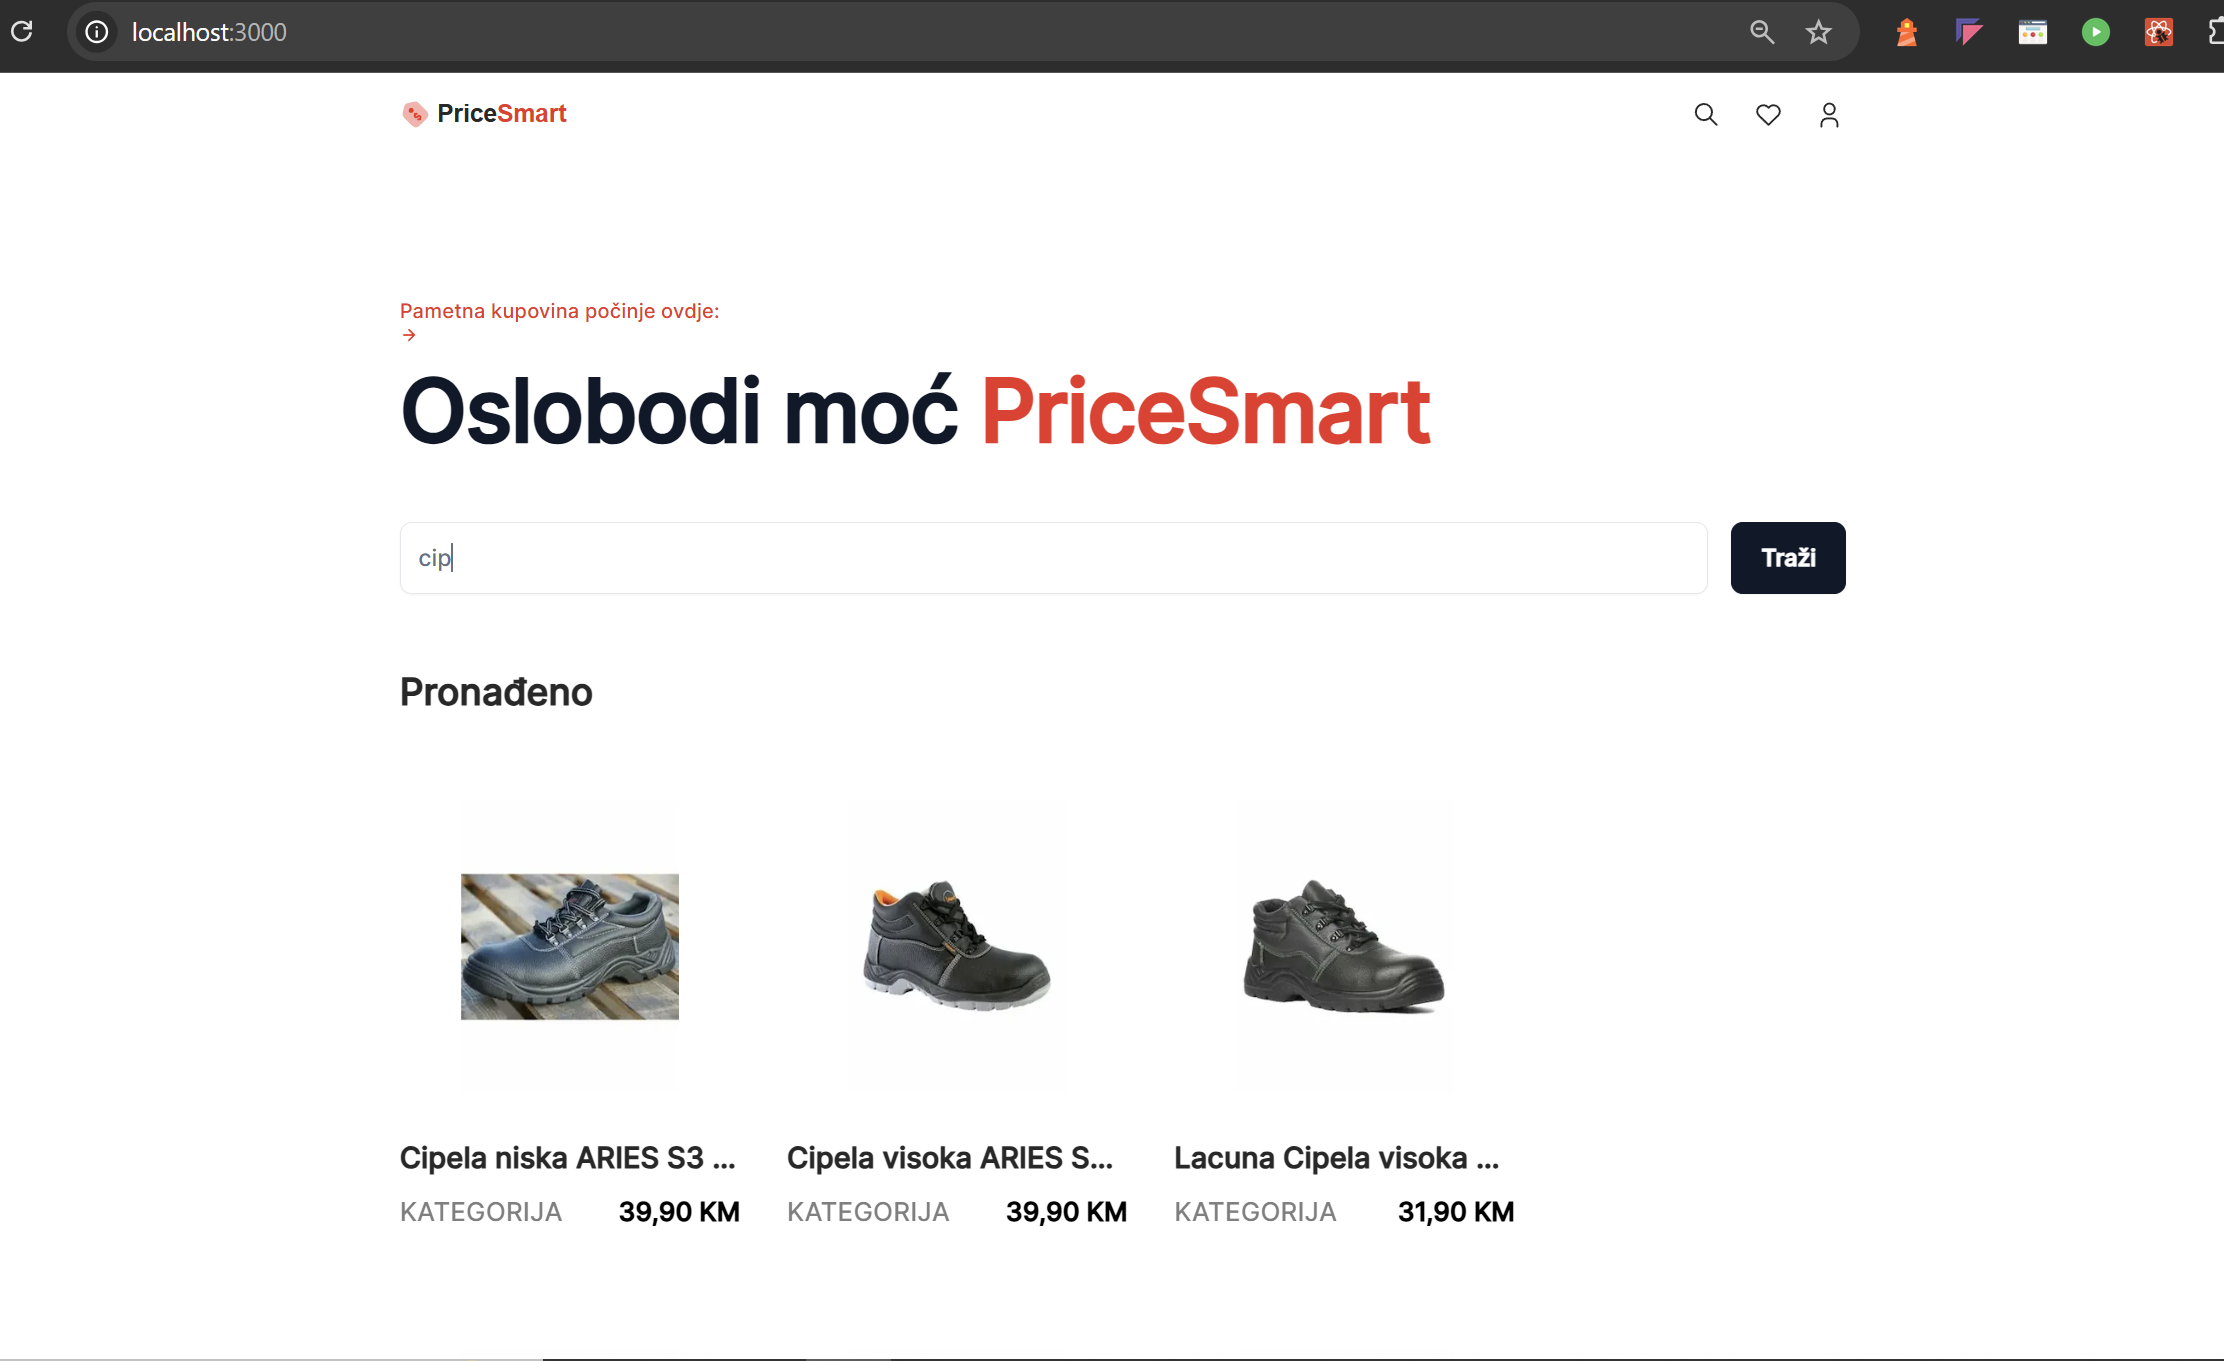 localhost:3000
PriceSmart
Pametna kupovina počinje ovdje:
→
Oslobodi moć PriceSmart
cip
Traži
Pronađeno
Cipela niska ARIES S3 ...
Cipela visoka ARIES S...
Lacuna Cipela visoka ...
KATEGORIJA 39,90 KM
KATEGORIJA 39,90 KM
KATEGORIJA 31,90 KM